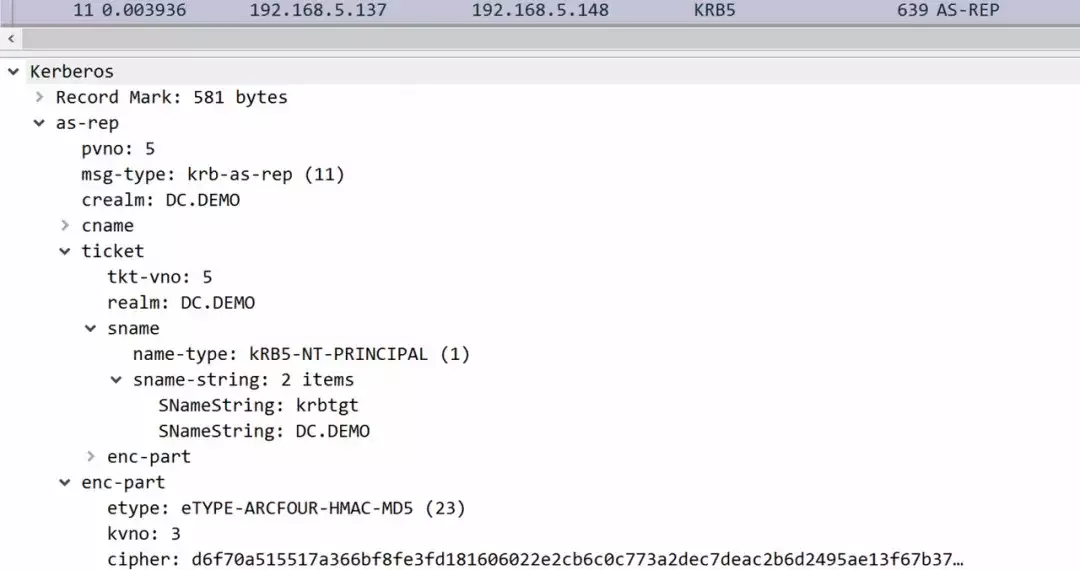 11 0.003936 192.168.5.137 192.168.5.148 KRB5 639 AS-REP
Kerberos
Record Mark: 581 bytes
as-rep
pvno: 5
msg-type: krb-as-rep (11)
crealm: DC.DEMO
cname
ticket
tkt-vno: 5
realm: DC.DEMO
sname
name-type: kRB5-NT-PRINCIPAL (1)
sname-string: 2 items
SNameString: krbtgt
SNameString: DC.DEMO
enc-part
enc-part
etype: eTYPE-ARCFOUR-HMAC-MD5 (23)
kvno: 3
cipher: d6f70a515517a366bf8fe3fd181606022e2cb6c0c773a2dec7deac2b6d2495ae13f67b37…